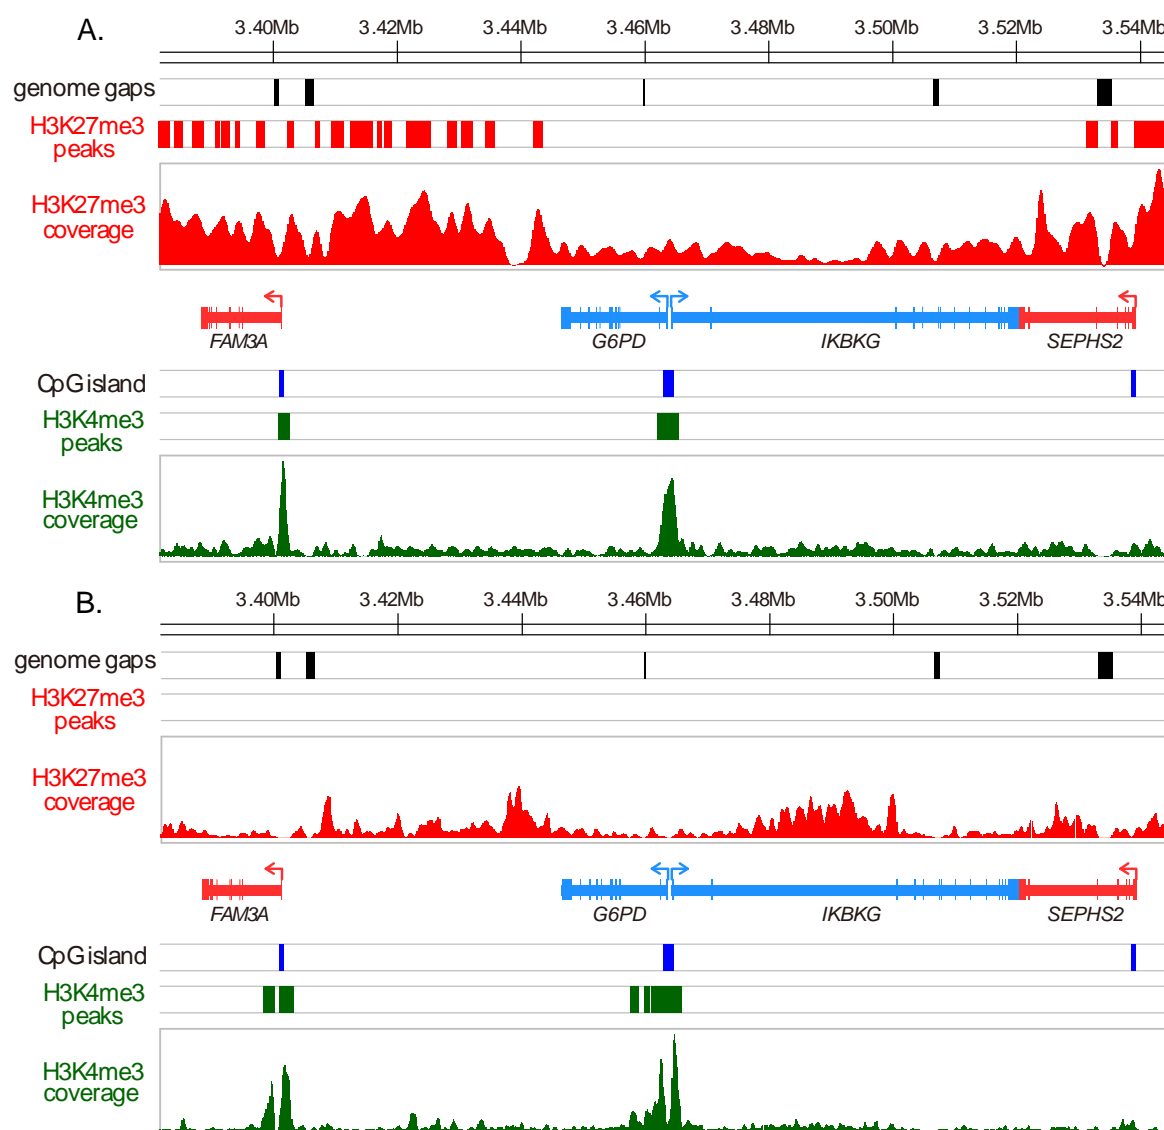 A.
3.40Mb 3.42Mb 3.44Mb 3.46Mb 3.48Mb 3.50Mb 3.52Mb 3.54Mb
genome gaps
H3K27me3
peaks
H3K27me3
coverage
FAM3A G6PD IKBKG SEPHS2
CpG island
H3K4me3
peaks
H3K4me3
coverage
B.
3.40Mb 3.42Mb 3.44Mb 3.46Mb 3.48Mb 3.50Mb 3.52Mb 3.54Mb
genome gaps
H3K27me3
peaks
H3K27me3
coverage
FAM3A G6PD IKBKG SEPHS2
CpG island
H3K4me3
peaks
H3K4me3
coverage